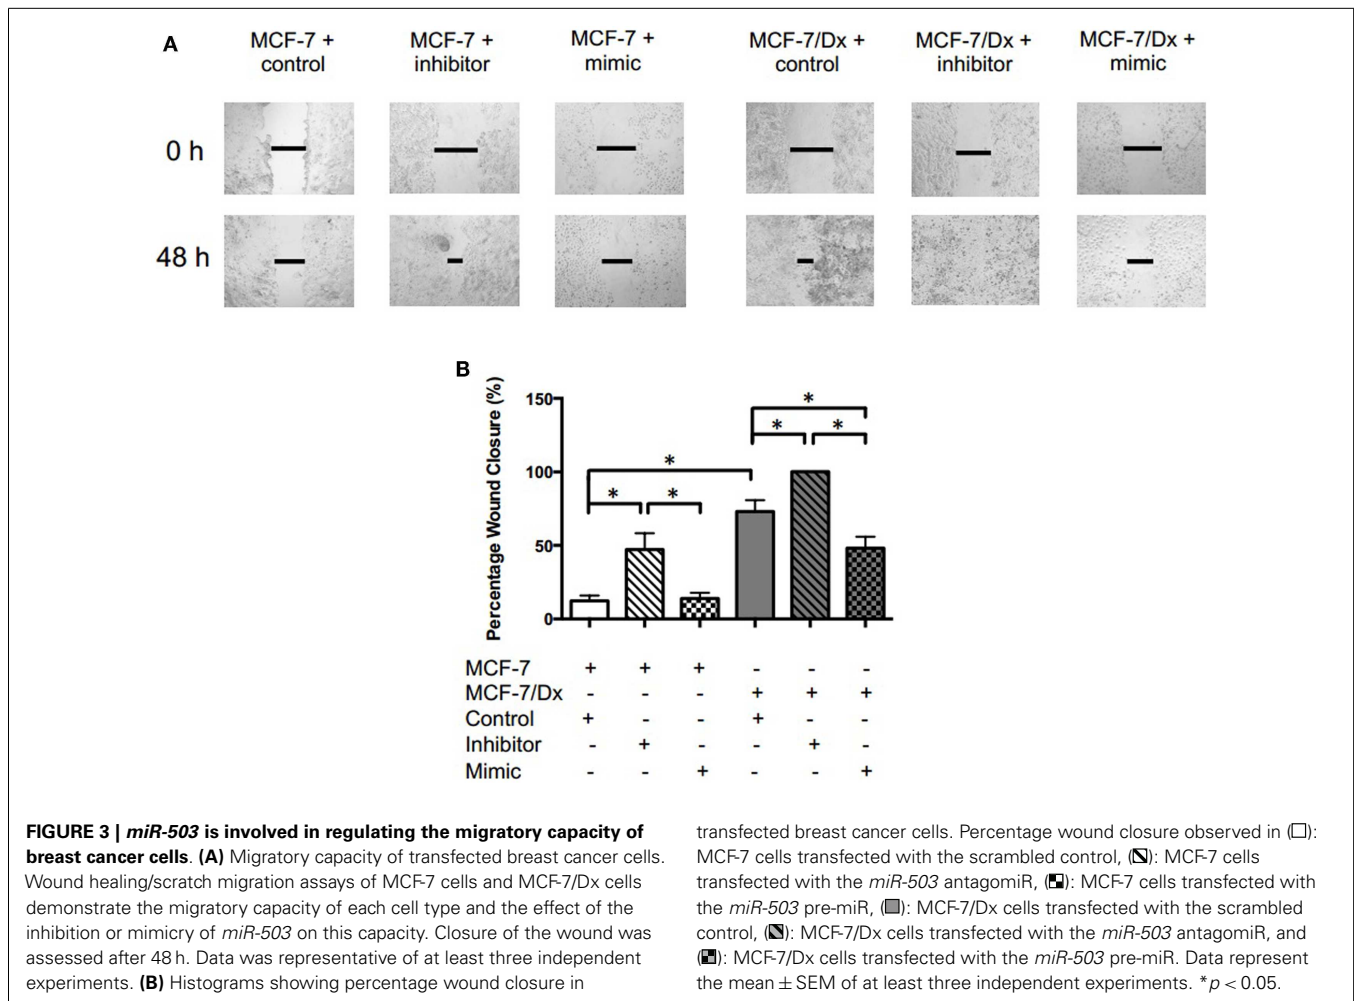 A
MCF-7 +
control
MCF-7 +
inhibitor
MCF-7 +
mimic
MCF-7/Dx +
control
MCF-7/Dx +
inhibitor
MCF-7/Dx +
mimic
0 h
48 h
B
Percentage Wound Closure (%)
150
100
50
0
*
* *
*
* *
MCF-7 + + + - - -
MCF-7/Dx - - - + + +
Control + - - + - -
Inhibitor - + - - + -
Mimic - - + - - +
FIGURE 3 | miR-503 is involved in regulating the migratory capacity of
breast cancer cells. (A) Migratory capacity of transfected breast cancer cells.
Wound healing/scratch migration assays of MCF-7 cells and MCF-7/Dx cells
demonstrate the migratory capacity of each cell type and the effect of the
inhibition or mimicry of miR-503 on this capacity. Closure of the wound was
assessed after 48 h. Data was representative of at least three independent
experiments. (B) Histograms showing percentage wound closure in
transfected breast cancer cells. Percentage wound closure observed in (□):
MCF-7 cells transfected with the scrambled control, (): MCF-7 cells
transfected with the miR-503 antagomiR, (): MCF-7 cells transfected with
the miR-503 pre-miR, (): MCF-7/Dx cells transfected with the scrambled
control, (): MCF-7/Dx cells transfected with the miR-503 antagomiR, and
(): MCF-7/Dx cells transfected with the miR-503 pre-miR. Data represent
the mean ± SEM of at least three independent experiments. *p < 0.05.